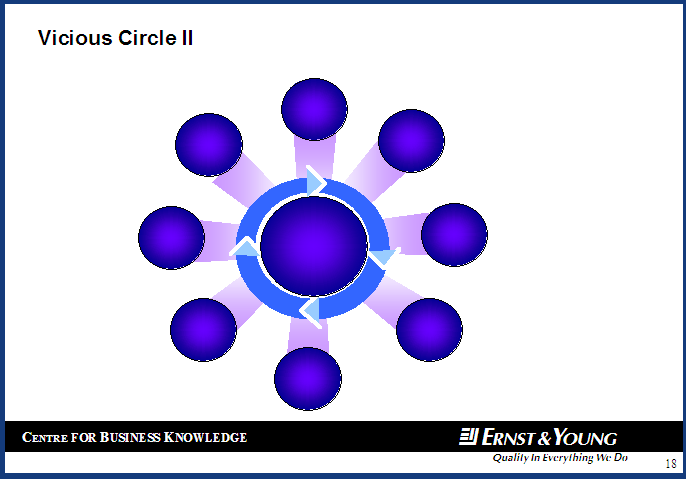 Vicious Circle II
CENTRE FOR BUSINESS KNOWLEDGE
ERNST & YOUNG
Quality In Everything We Do
18